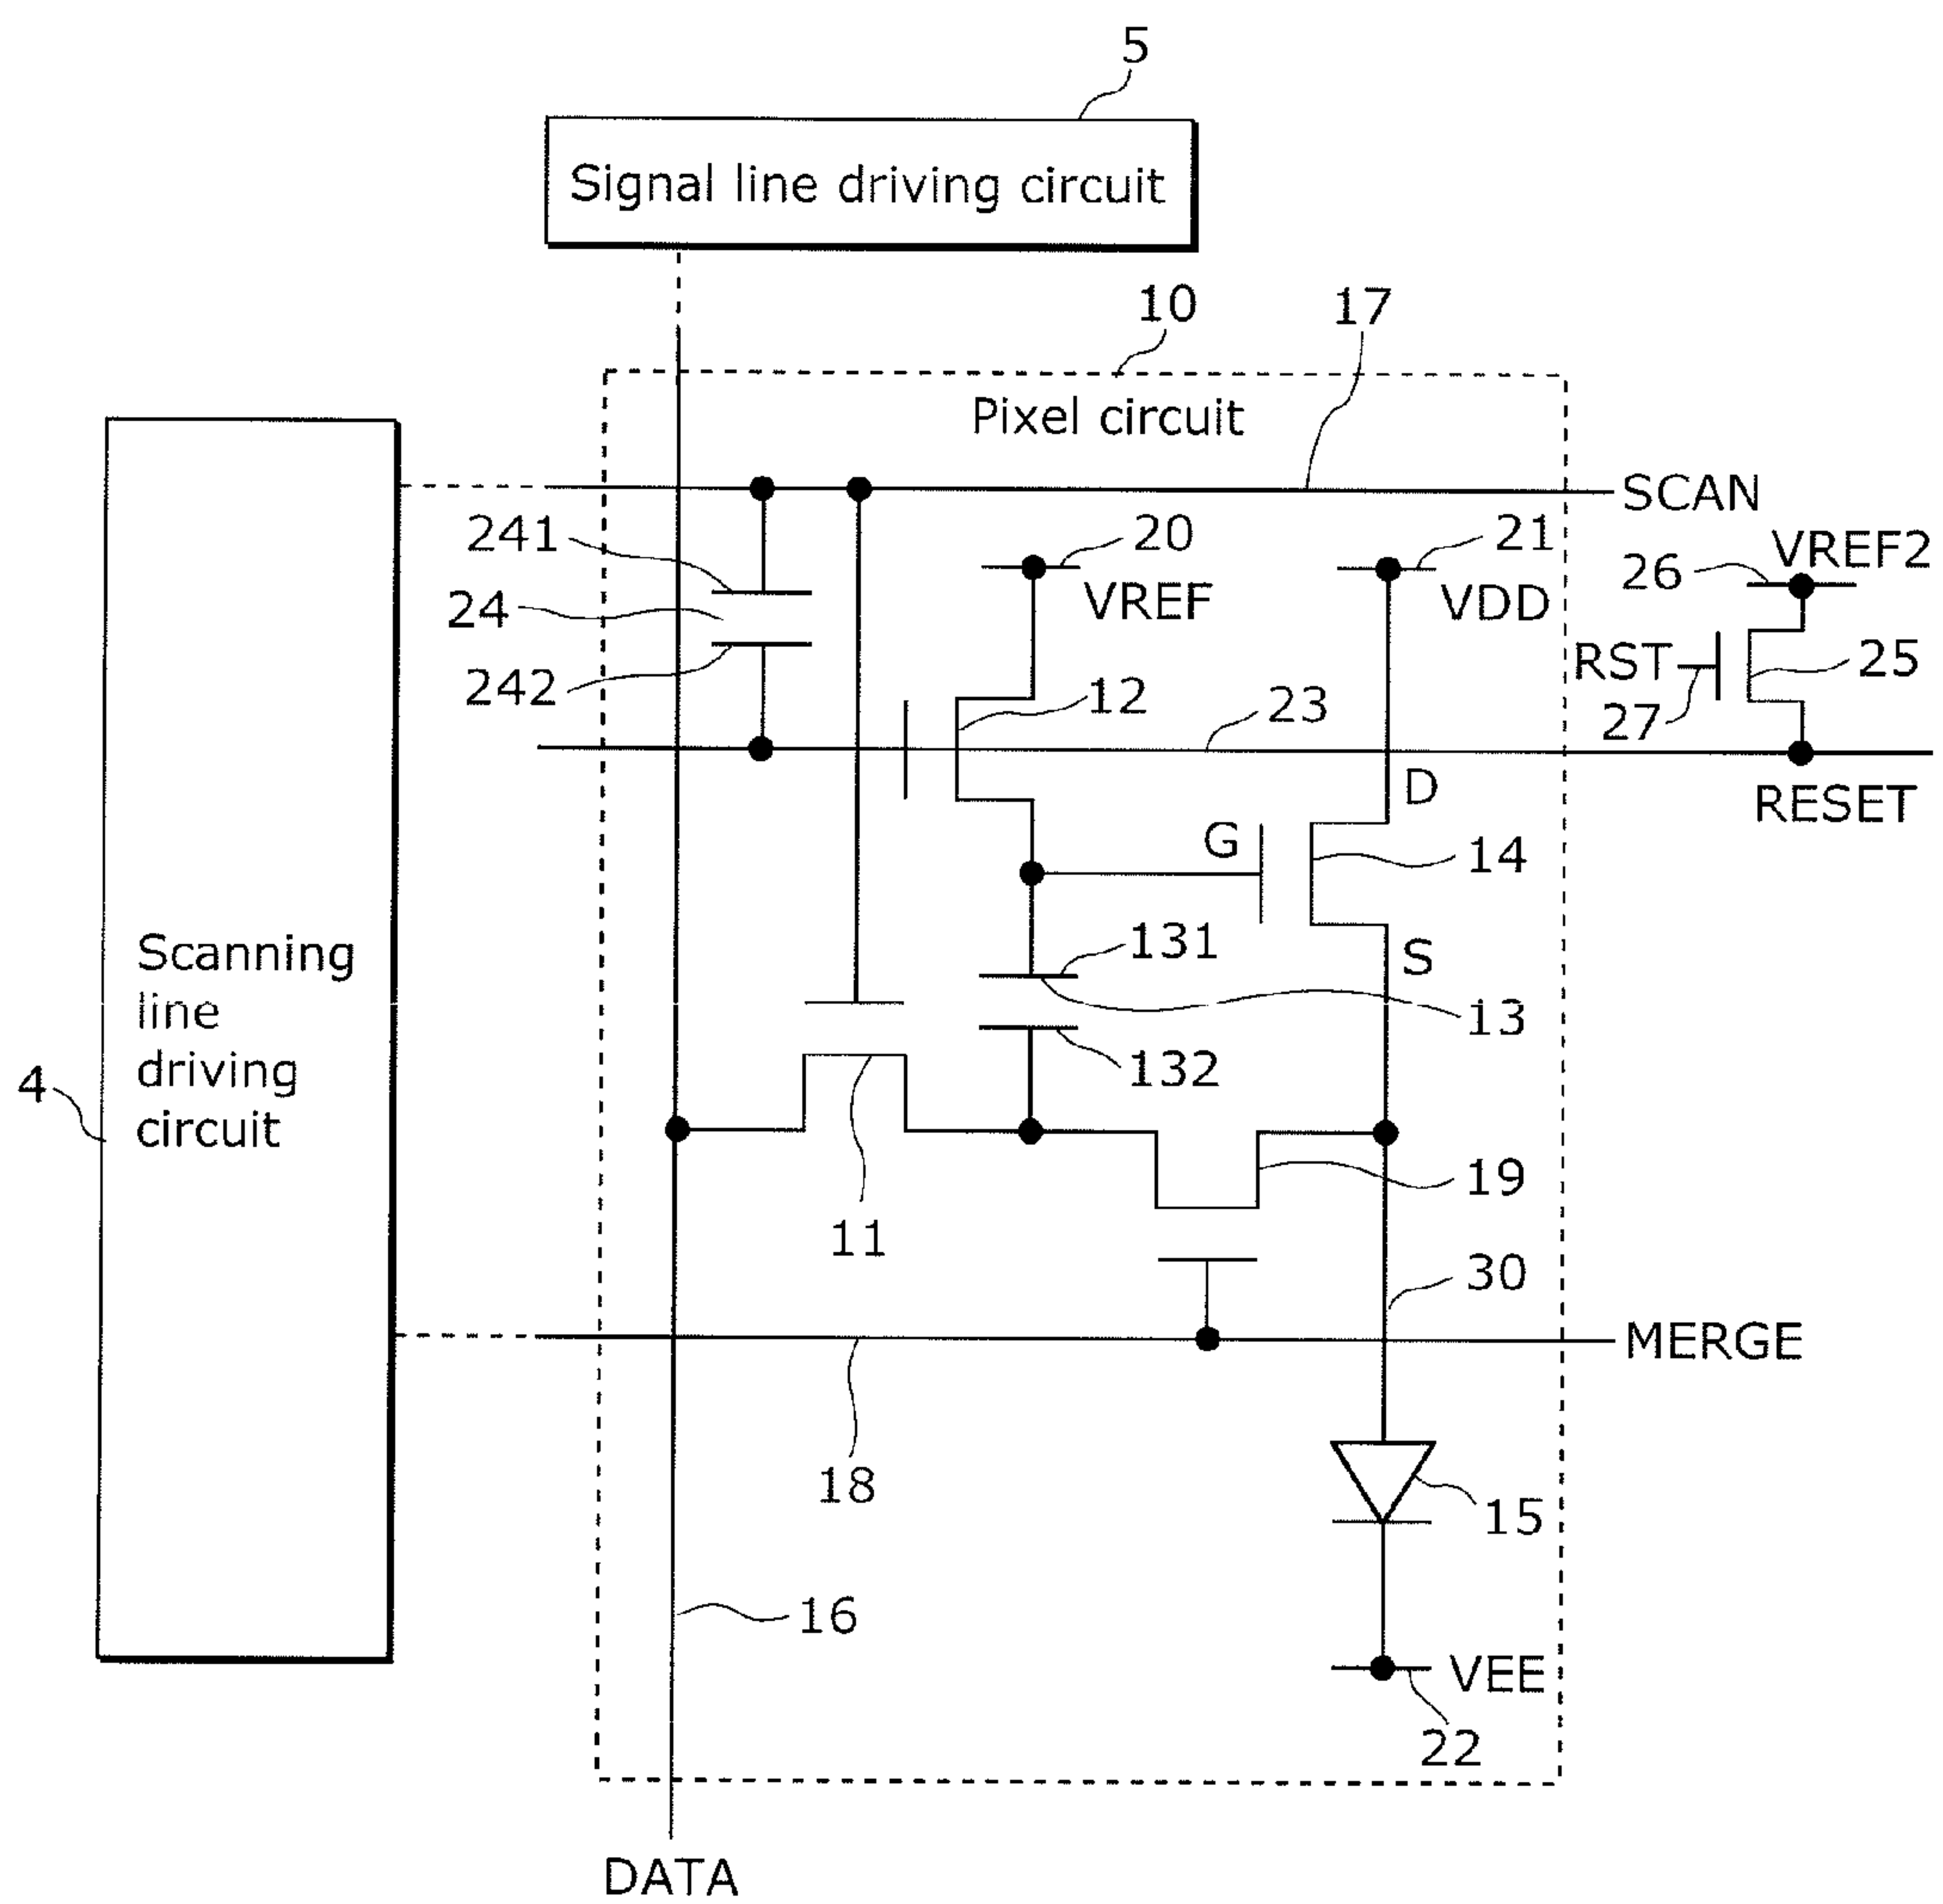 5
Signal line driving circuit
10
17
Pixel circuit
SCAN
241
20
21
VREF2
26
24
VREF
VDD
RST
25
242
12
23
27
D
RESET
G
14
131
S
Scanning
line
driving
circuit
13
132
4
19
11
30
MERGE
18
15
16
VEE
22
DATA